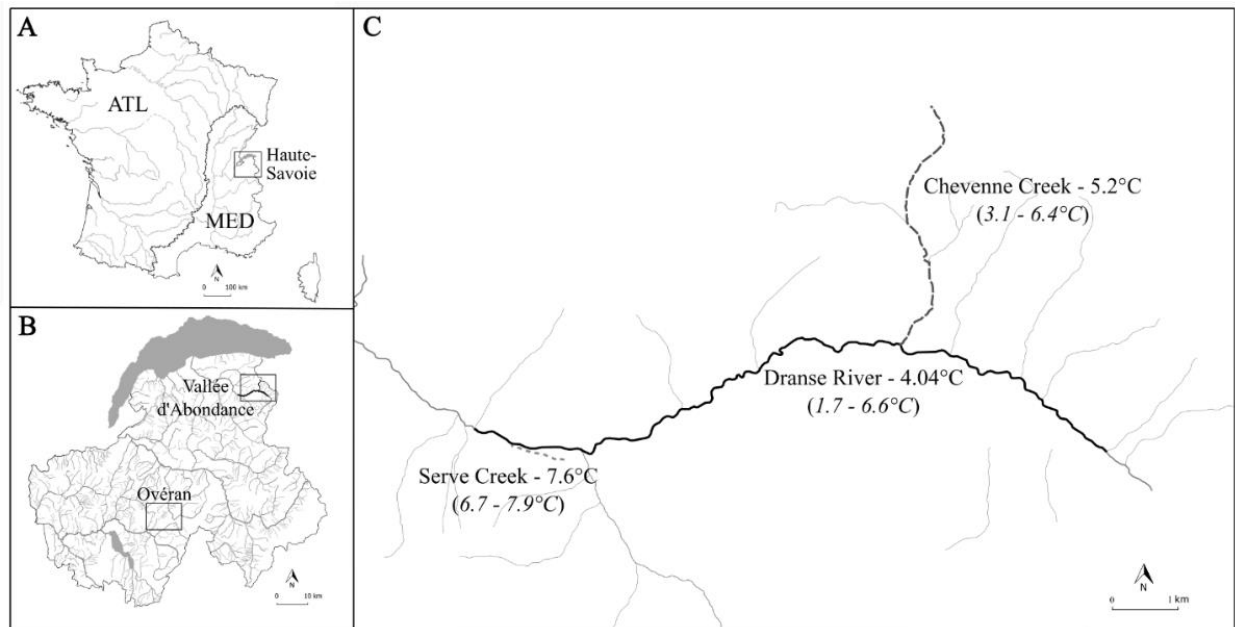 A
ATL
Haute-
Savoie
MED
N
0 100 km
B
Vallée
d'Abondance
Ovéran
N
0 10 km
C
Chevenne Creek - 5.2°C
(3.1 - 6.4°C)
Dranse River - 4.04°C
(1.7 - 6.6°C)
Serve Creek - 7.6°C
(6.7 - 7.9°C)
N
0 1 km